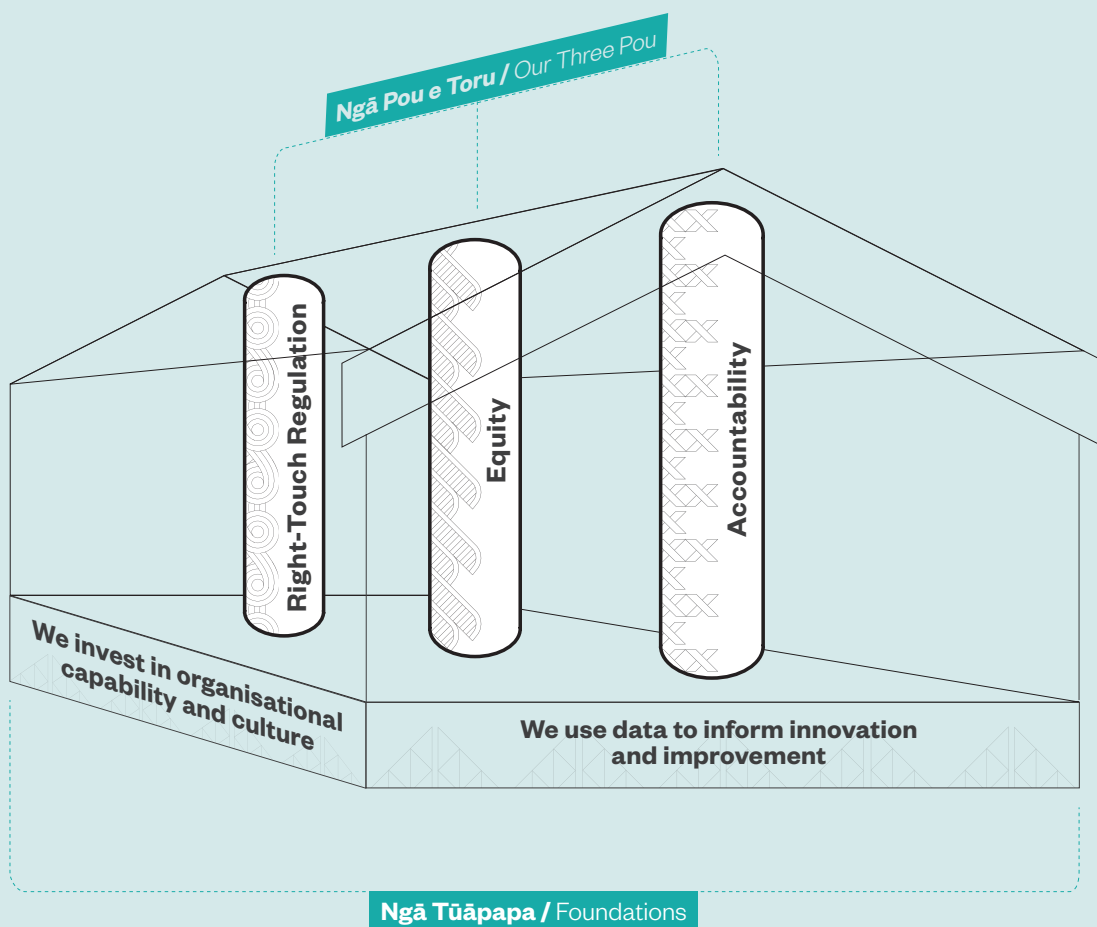 Ngā Pou e Toru / Our Three Pou
Right-Touch Regulation
Equity
Accountability
We invest in organisational
capability and culture
We use data to inform innovation
and improvement
Ngā Tūāpapa / Foundations